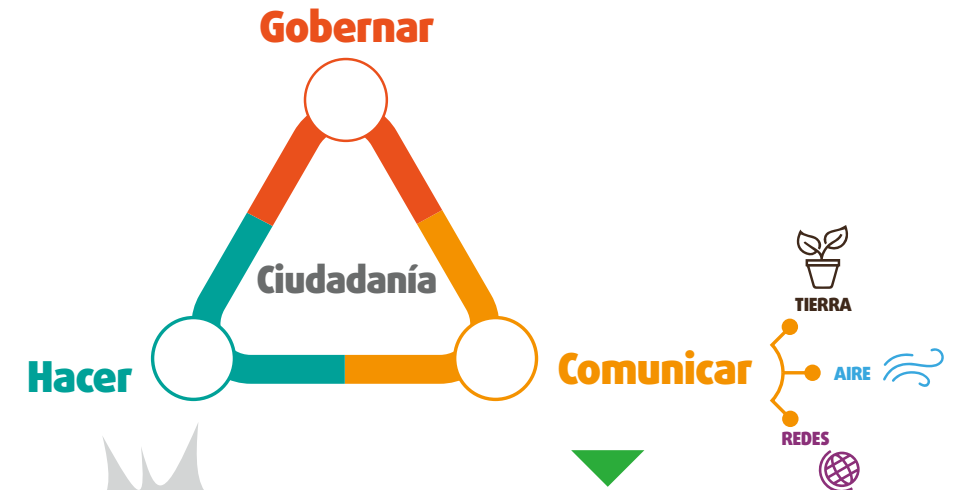 Gobernar
Ciudadanía
Hacer
Comunicar
TIERRA
AIRE
REDES